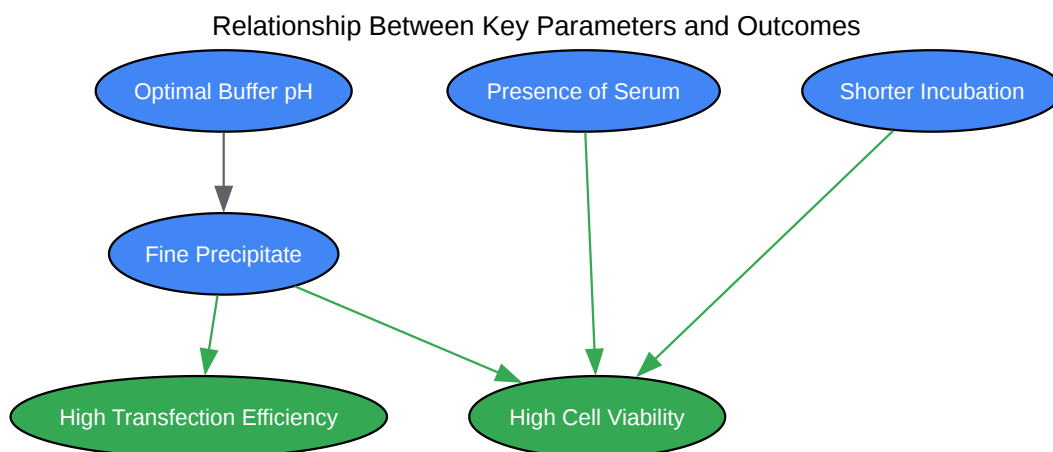 Relationship Between Key Parameters and Outcomes
Optimal Buffer pH
Presence of Serum
Shorter Incubation
Fine Precipitate
High Transfection Efficiency
High Cell Viability